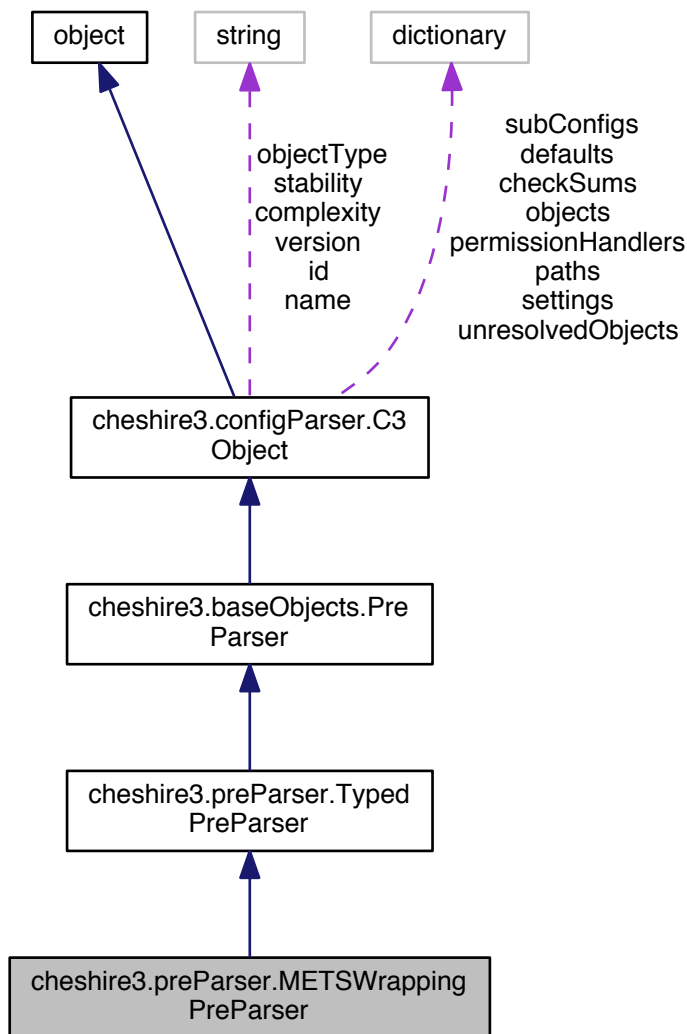 object
string
dictionary
objectType
stability
complexity
version
id
name
subConfigs
defaults
checkSums
objects
permissionHandlers
paths
settings
unresolvedObjects
cheshire3.configParser.C3
Object
cheshire3.baseObjects.Pre
Parser
cheshire3.preParser.Typed
PreParser
cheshire3.preParser.METSWrapping
PreParser